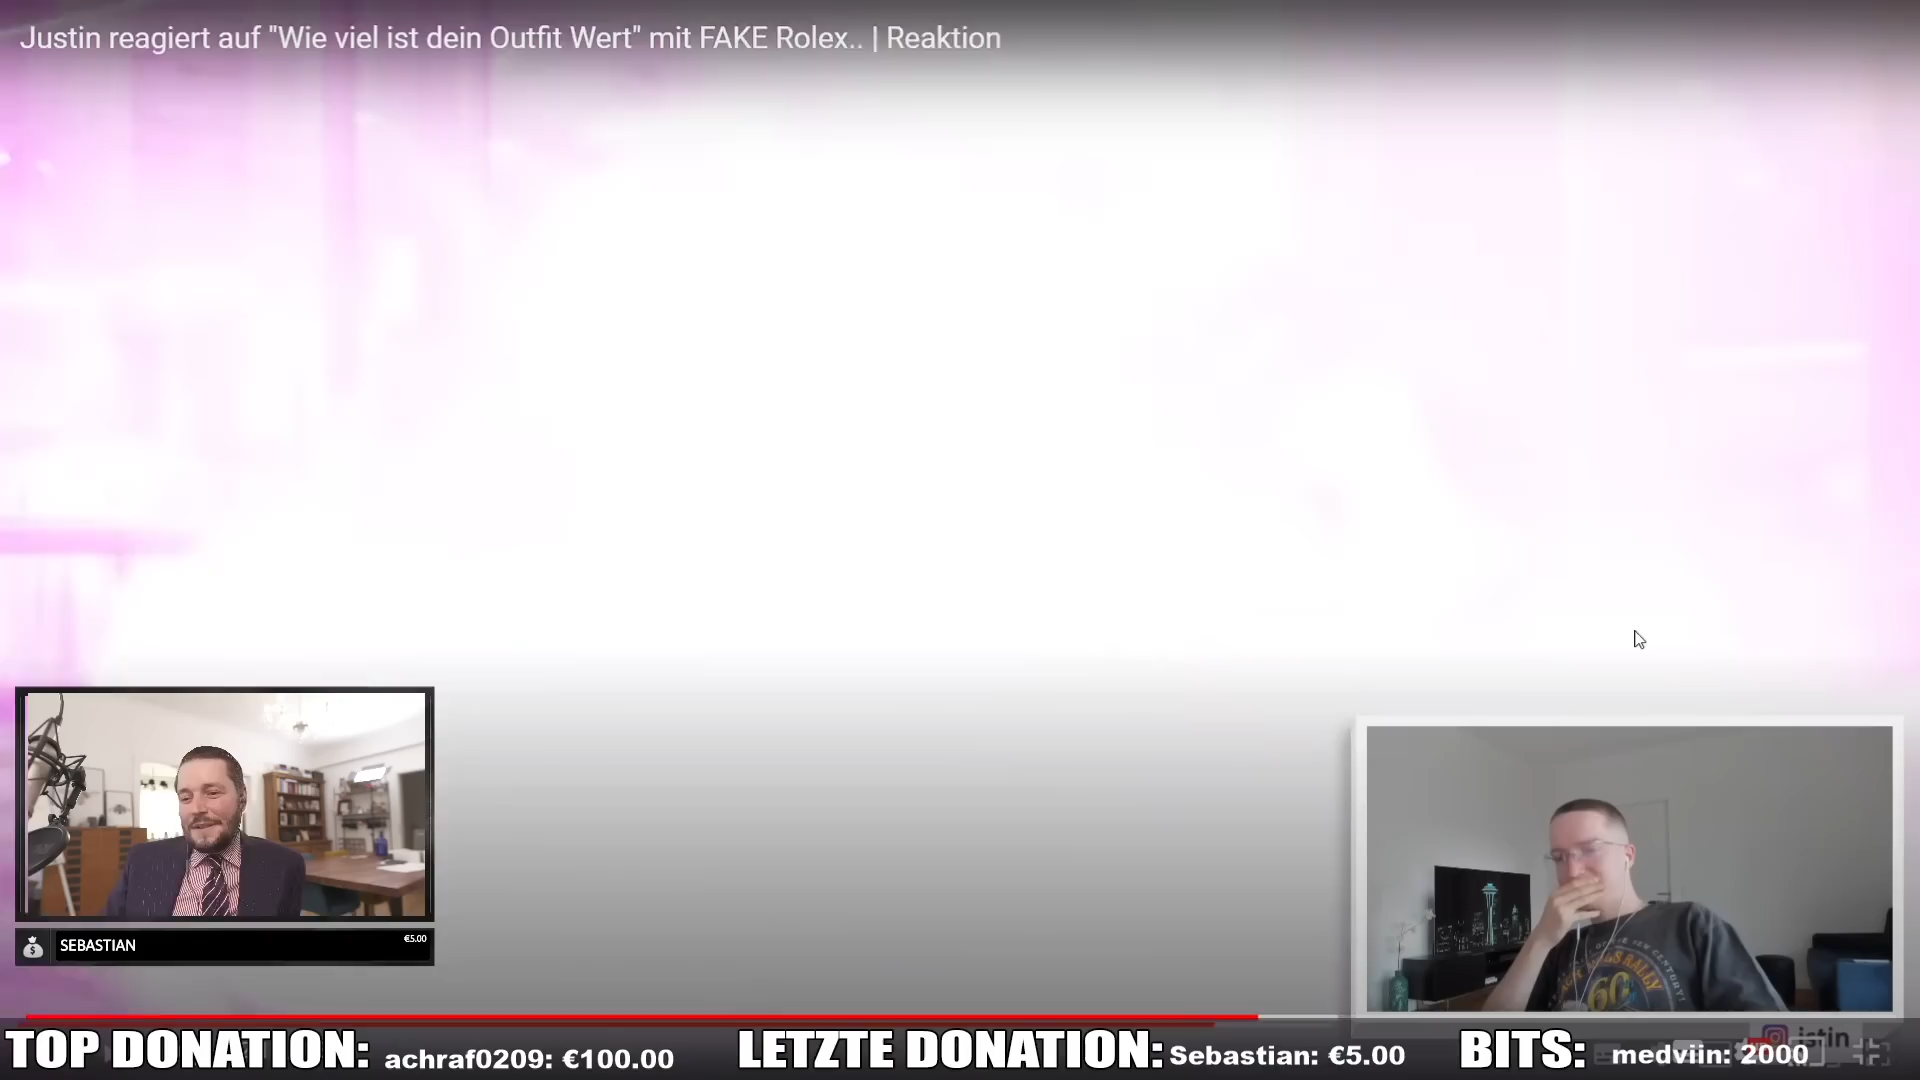 Justin reagiert auf "Wie viel ist dein Outfit Wert" mit FAKE Rolex.. | Reaktion
SEBASTIAN
€5.00
60
TOP DONATION: achraf0209: €100.00
LETZTE DONATION: Sebastian: €5.00
BITS: medviin: 2000